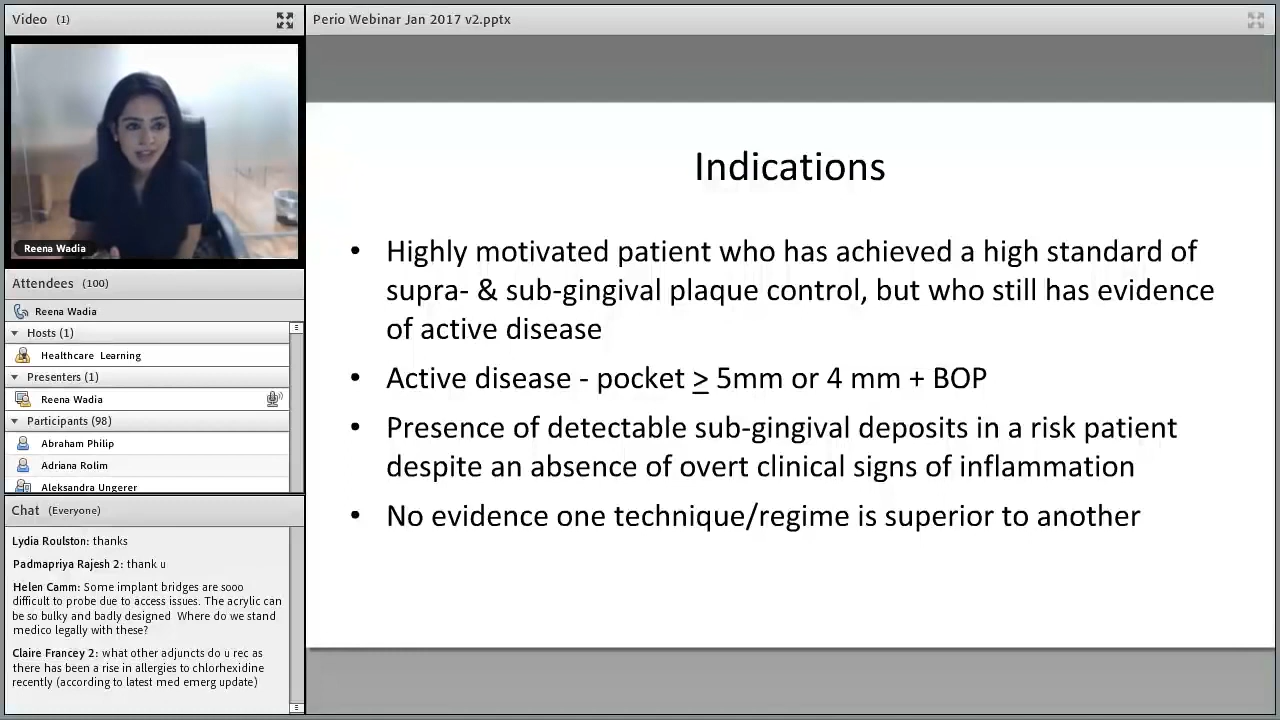 Video (1)
Reena Wadia
Attendees (100)
Reena Wadia
Hosts (1)
Healthcare Learning
Presenters (1)
Reena Wadia
Participants (98)
Abraham Philip
Adriana Rolim
Aleksandra Ungerer
Chat (Everyone)
Lydia Roulston: thanks
Padmapriya Rajesh 2: thank u
Helen Camm: Some implant bridges are sooo
difficult to probe due to access issues. The acrylic can
be so bulky and badly designed Where do we stand
medico legally with these?
Claire Francey 2: what other adjuncts do u rec as
there has been a rise in allergies to chlorhexidine
recently (according to latest med emerg update)
Perio Webinar Jan 2017 v2.pptx
Indications
• Highly motivated patient who has achieved a high standard of
supra- & sub-gingival plaque control, but who still has evidence
of active disease
• Active disease - pocket ≥ 5mm or 4 mm + BOP
• Presence of detectable sub-gingival deposits in a risk patient
despite an absence of overt clinical signs of inflammation
• No evidence one technique/regime is superior to another